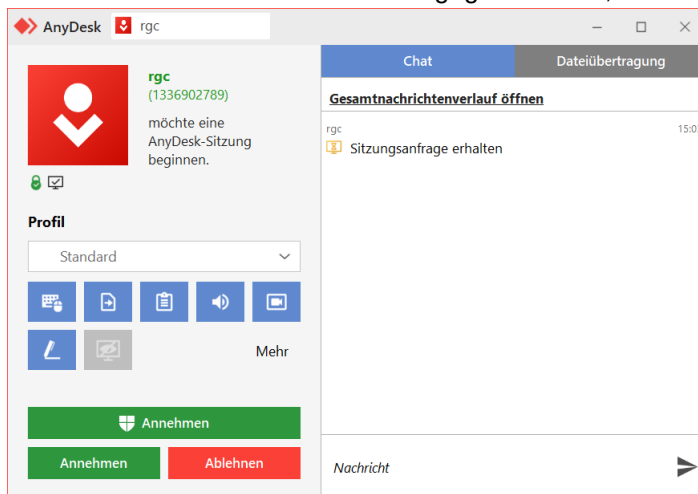 AnyDesk rgc
rgc
(1336902789)
möchte eine
AnyDesk-Sitzung
beginnen.
Profil
Standard
Mehr
Annehmen
Annehmen Ablehnen
Chat Dateiübertragung
Gesamtnachrichtenverlauf öffnen
rgc
Sitzungsanfrage erhalten
Nachricht